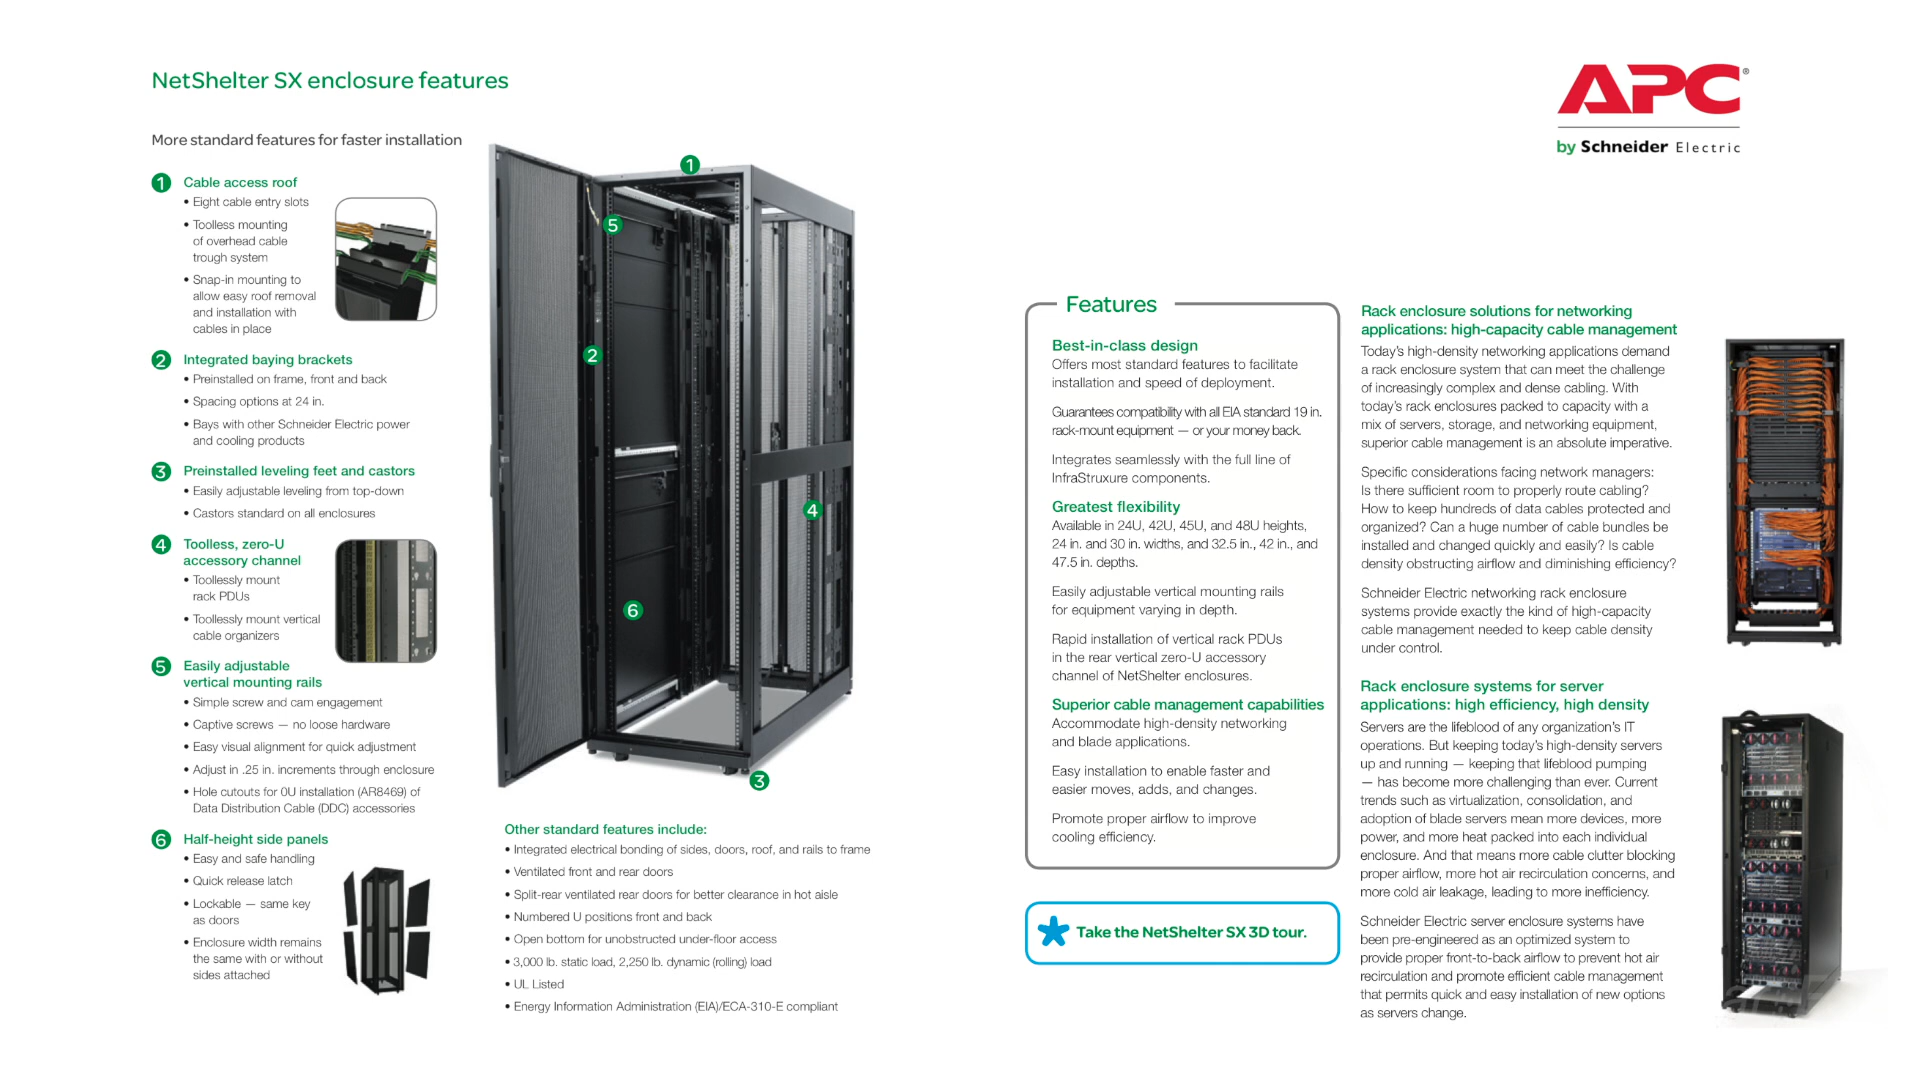 NetShelter SX enclosure features
More standard features for faster installation
1 Cable access roof
• Eight cable entry slots
• Toolless mounting
of overhead cable
trough system
• Snap-in mounting to
allow easy roof removal
and installation with
cables in place
2 Integrated baying brackets
• Preinstalled on frame, front and back
• Spacing options at 24 in.
• Bays with other Schneider Electric power
and cooling products
3 Preinstalled leveling feet and castors
• Easily adjustable leveling from top-down
• Castors standard on all enclosures
4 Toolless, zero-U
accessory channel
• Toollessly mount
rack PDUs
• Toollessly mount vertical
cable organizers
5 Easily adjustable
vertical mounting rails
• Simple screw and cam engagement
• Captive screws — no loose hardware
• Easy visual alignment for quick adjustment
• Adjust in .25 in. increments through enclosure
• Hole cutouts for 0U installation (AR8469) of
Data Distribution Cable (DDC) accessories
6 Half-height side panels
• Easy and safe handling
• Quick release latch
• Lockable — same key
as doors
• Enclosure width remains
the same with or without
sides attached
1
5
2
4
6
3
Other standard features include:
• Integrated electrical bonding of sides, doors, roof, and rails to frame
• Ventilated front and rear doors
• Split-rear ventilated rear doors for better clearance in hot aisle
• Numbered U positions front and back
• Open bottom for unobstructed under-floor access
• 3,000 lb. static load, 2,250 lb. dynamic (rolling) load
• UL Listed
• Energy Information Administration (EIA)/ECA-310-E compliant
APC®
by Schneider Electric
Features
Best-in-class design
Offers most standard features to facilitate
installation and speed of deployment.
Guarantees compatibility with all EIA standard 19 in.
rack-mount equipment — or your money back.
Integrates seamlessly with the full line of
InfraStruxure components.
Greatest flexibility
Available in 24U, 42U, 45U, and 48U heights,
24 in. and 30 in. widths, and 32.5 in., 42 in., and
47.5 in. depths.
Easily adjustable vertical mounting rails
for equipment varying in depth.
Rapid installation of vertical rack PDUs
in the rear vertical zero-U accessory
channel of NetShelter enclosures.
Superior cable management capabilities
Accommodate high-density networking
and blade applications.
Easy installation to enable faster and
easier moves, adds, and changes.
Promote proper airflow to improve
cooling efficiency.
Take the NetShelter SX 3D tour.
Rack enclosure solutions for networking
applications: high-capacity cable management
Today's high-density networking applications demand
a rack enclosure system that can meet the challenge
of increasingly complex and dense cabling. With
today's rack enclosures packed to capacity with a
mix of servers, storage, and networking equipment,
superior cable management is an absolute imperative.
Specific considerations facing network managers:
Is there sufficient room to properly route cabling?
How to keep hundreds of data cables protected and
organized? Can a huge number of cable bundles be
installed and changed quickly and easily? Is cable
density obstructing airflow and diminishing efficiency?
Schneider Electric networking rack enclosure
systems provide exactly the kind of high-capacity
cable management needed to keep cable density
under control.
Rack enclosure systems for server
applications: high efficiency, high density
Servers are the lifeblood of any organization's IT
operations. But keeping today's high-density servers
up and running — keeping that lifeblood pumping
— has become more challenging than ever. Current
trends such as virtualization, consolidation, and
adoption of blade servers mean more devices, more
power, and more heat packed into each individual
enclosure. And that means more cable clutter blocking
proper airflow, more hot air recirculation concerns, and
more cold air leakage, leading to more inefficiency.
Schneider Electric server enclosure systems have
been pre-engineered as an optimized system to
provide proper front-to-back airflow to prevent hot air
recirculation and promote efficient cable management
that permits quick and easy installation of new options
as servers change.